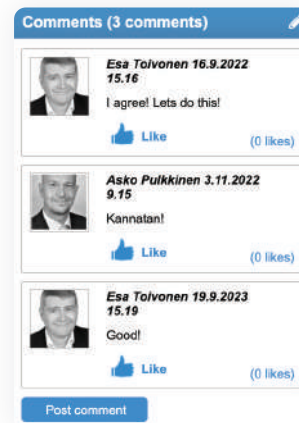 Comments (3 comments)
Esa Toivonen 16.9.2022
15.16
I agree! Lets do this!
Like
(0 likes)
Asko Pulkkinen 3.11.2022
9.15
Kannatan!
Like
(0 likes)
Esa Toivonen 19.9.2023
15.19
Good!
Like
(0 likes)
Post comment